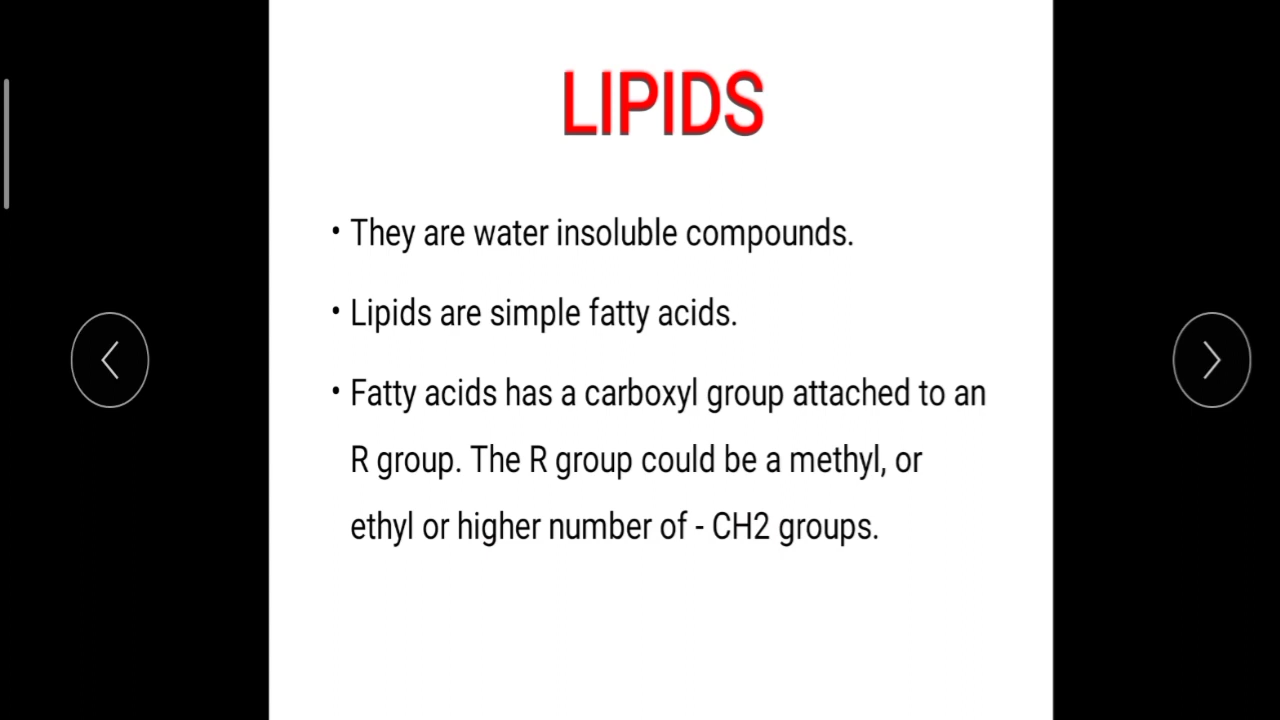 LIPIDS
• They are water insoluble compounds.
• Lipids are simple fatty acids.
• Fatty acids has a carboxyl group attached to an
R group. The R group could be a methyl, or
ethyl or higher number of - CH2 groups.